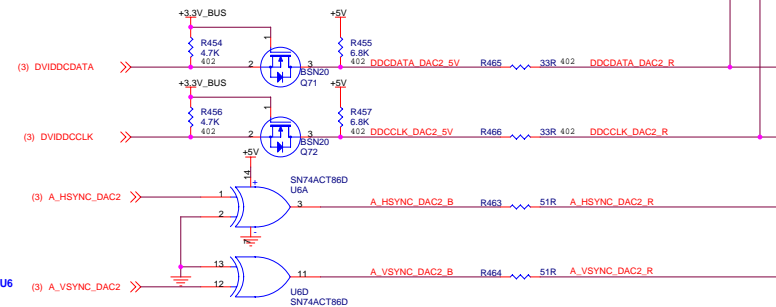 +3.3V_BUS +5V
R454 R455
4.7K 6.8K
1
(3) DVIDDCDATA 402 2 3 402 DDCDATA_DAC2_5V R465 33R 402 DDCDATA_DAC2_R
BSN20
Q71
+3.3V_BUS +5V
R456 R457
4.7K 6.8K
1
(3) DVIDDCCLK 402 2 3 402 DDCCLK_DAC2_5V R466 33R 402 DDCCLK_DAC2_R
BSN20
Q72
+5V
14
SN74ACT86D
U6A
+
(3) A_HSYNC_DAC2 1 3 A_HSYNC_DAC2_B R463 51R A_HSYNC_DAC2_R
2
-
7
13 11 A_VSYNC_DAC2_B R464 51R A_VSYNC_DAC2_R
U6 (3) A_VSYNC_DAC2 12
U6D
SN74ACT86D